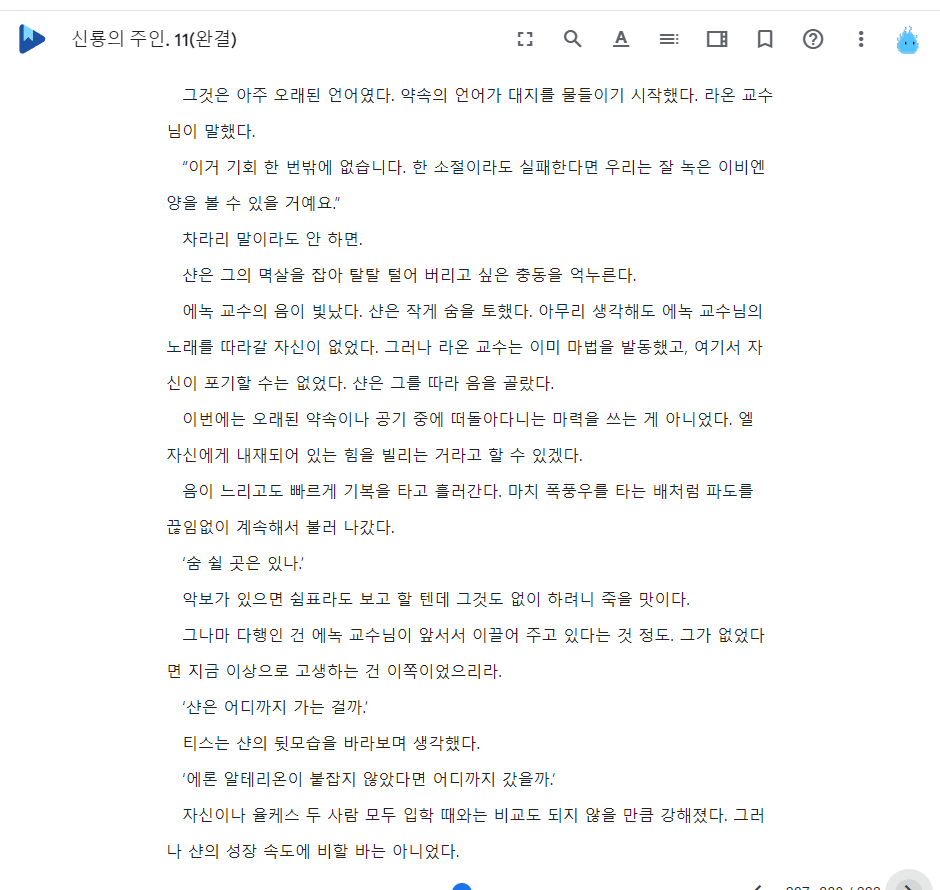 신룡의 주인. 11(완결)
그것은 아주 오래된 언어였다. 약속의 언어가 대지를 물들이기 시작했다. 라온 교수
님이 말했다.
“이거 기회 한 번밖에 없습니다. 한 소절이라도 실패한다면 우리는 잘 녹은 이비엔
양을 볼 수 있을 거예요.”
차라리 말이라도 안 하면.
샨은 그의 멱살을 잡아 탈탈 털어 버리고 싶은 충동을 억누른다.
에녹 교수의 음이 빛났다. 샨은 작게 숨을 토했다. 아무리 생각해도 에녹 교수님의
노래를 따라갈 자신이 없었다. 그러나 라온 교수는 이미 마법을 발동했고, 여기서 자
신이 포기할 수는 없었다. 샨은 그를 따라 음을 골랐다.
이번에는 오래된 약속이나 공기 중에 떠돌아다니는 마력을 쓰는 게 아니었다. 엘
자신에게 내재되어 있는 힘을 빌리는 거라고 할 수 있겠다.
음이 느리고도 빠르게 기복을 타고 흘러간다. 마치 폭풍우를 타는 배처럼 파도를
끊임없이 계속해서 불러 나갔다.
‘숨 쉴 곳은 있나.’
악보가 있으면 쉼표라도 보고 할 텐데 그것도 없이 하려니 죽을 맛이다.
그나마 다행인 건 에녹 교수님이 앞서서 이끌어 주고 있다는 것 정도. 그가 없었다
면 지금 이상으로 고생하는 건 이쪽이었으리라.
‘샨은 어디까지 가는 걸까.’
티스는 샨의 뒷모습을 바라보며 생각했다.
‘에론 알테리온이 붙잡지 않았다면 어디까지 갔을까.’
자신이나 율케스 두 사람 모두 입학 때와는 비교도 되지 않을 만큼 강해졌다. 그러
나 샨의 성장 속도에 비할 바는 아니었다.